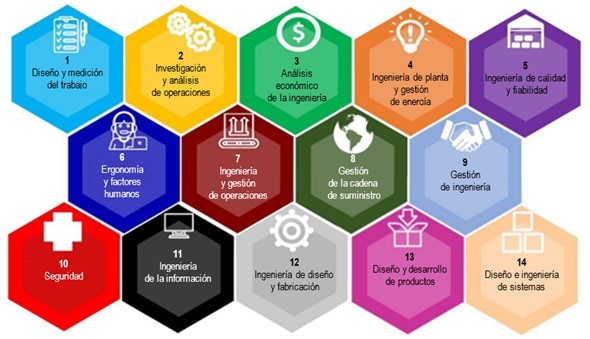 1
Diseño y medición
del trabajo
2
Investigación
y análisis
de operaciones
$
3
Análisis
económico
de la ingeniería
4
Ingeniería de planta
y gestión
de energía
5
Ingeniería de calidad
y fiabilidad
6
Ergonomía
y factores
humanos
7
Ingeniería
y gestión
de operaciones
8
Gestión
de la cadena
de suministro
9
Gestión
de ingeniería
10
Seguridad
11
Ingeniería
de la información
12
Ingeniería de diseño
y fabricación
13
Diseño y desarrollo
de productos
14
Diseño e ingeniería
de sistemas